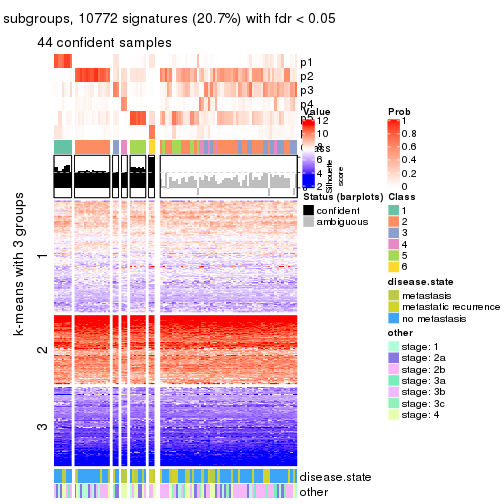 subgroups, 10772 signatures (20.7%) with fdr < 0.05
44 confident samples
p1
p2
p3
p4
Value
12
10
8
6
4
2
Prob
1
0.8
0.6
0.4
0.2
0
Silhouette
score
k-means with 3 groups
1
2
3
Status (barplots)
confident
ambiguous
Class
1
2
3
4
5
6
disease.state
metastasis
metastatic recurrence
no metastasis
other
stage: 1
stage: 2a
stage: 2b
stage: 3a
stage: 3b
stage: 3c
stage: 4
disease.state
other